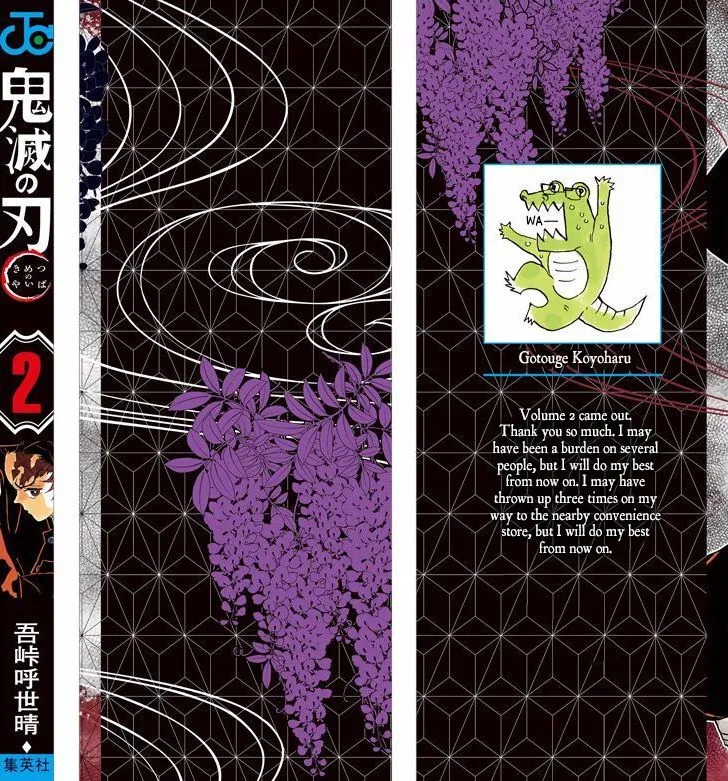 JC
鬼滅の刃
きめつ
の
やいば
2
吾峠呼世晴
集英社
WA—
Gotouge Koyoharu
Volume 2 came out.
Thank you so much. I may
have been a burden on several
people, but I will do my best
from now on. I may have
thrown up three times on my
way to the nearby convenience
store, but I will do my best
from now on.